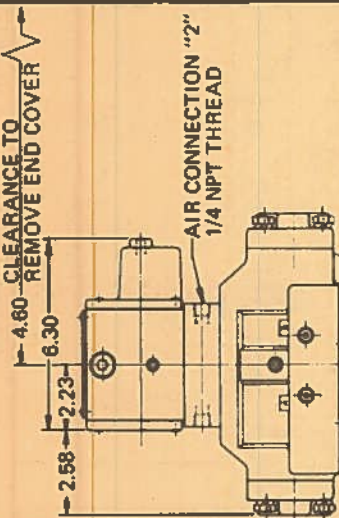 4.60 CLEARANCE TO
REMOVE END COVER
6.30
2.58 2.23
AIR CONNECTION "2"
1/4 NPT THREAD